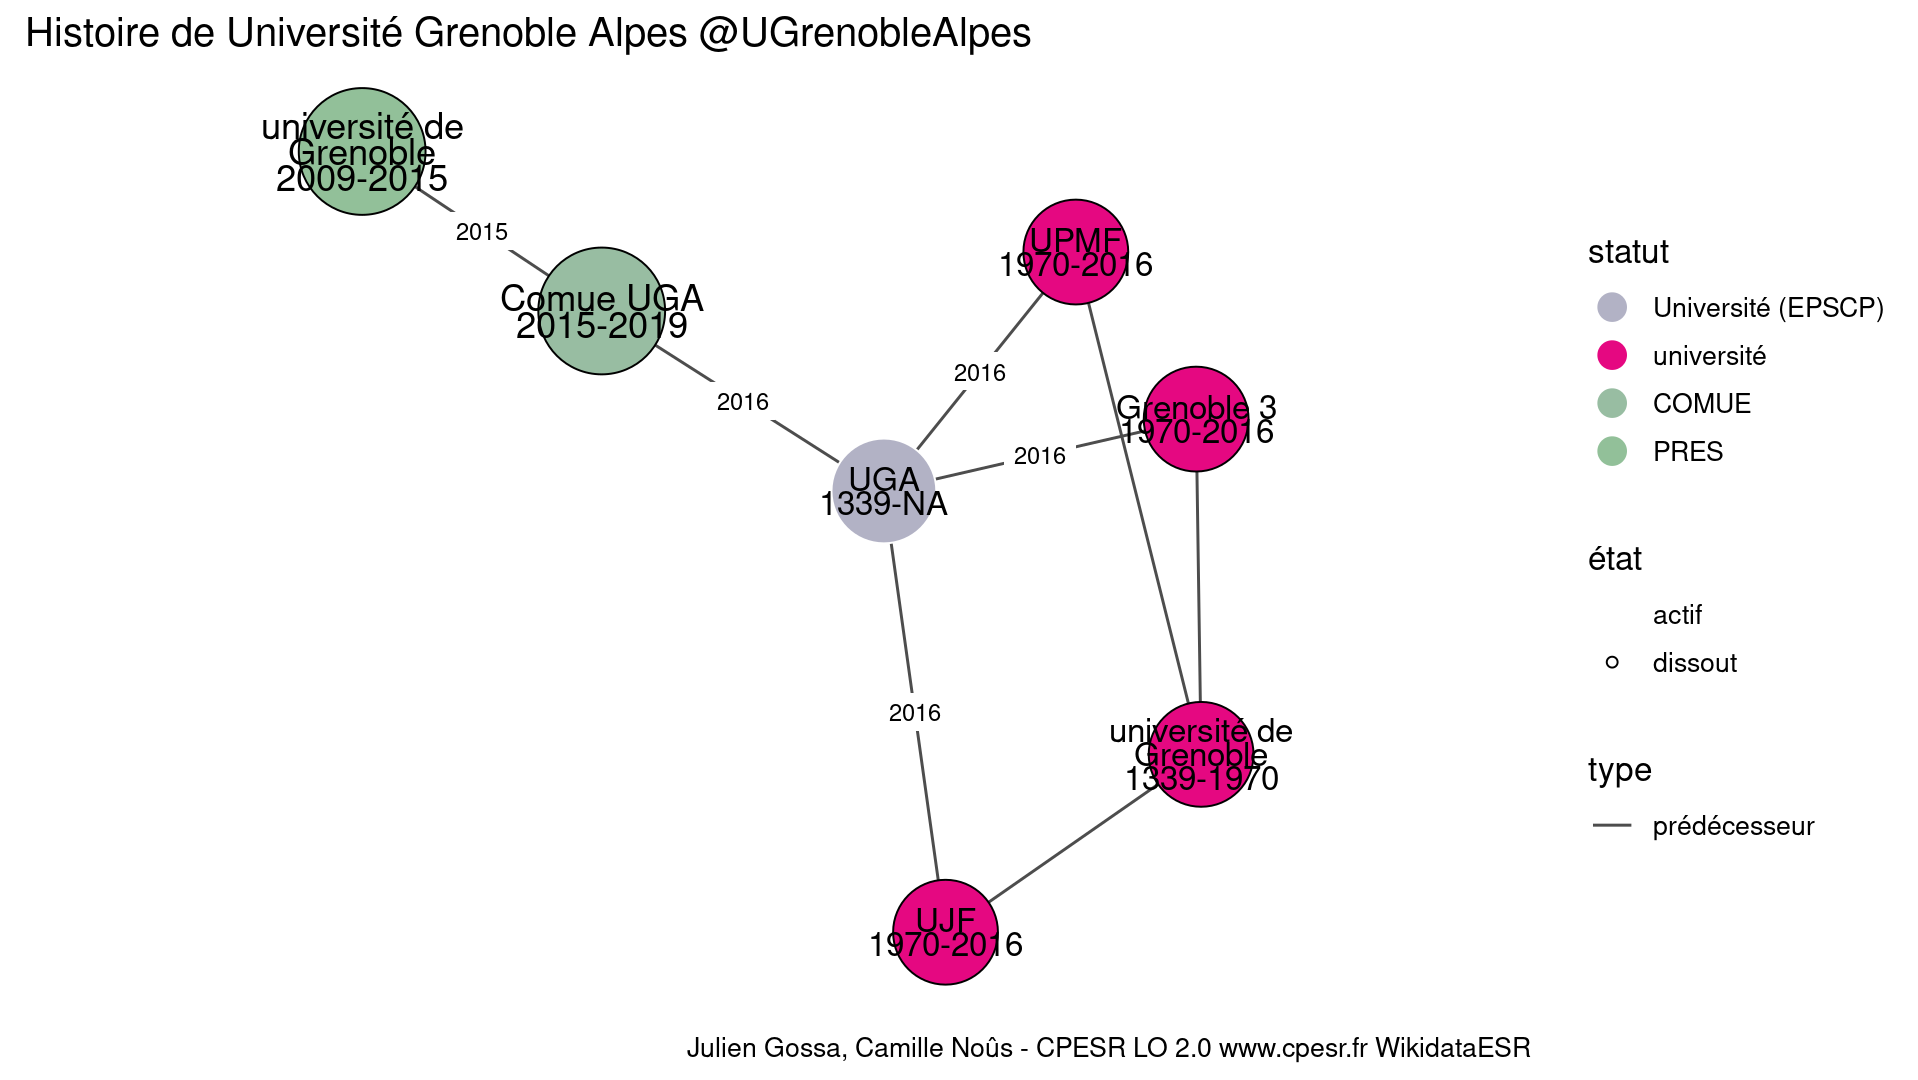 Histoire de Université Grenoble Alpes @UGrenobleAlpes
université de
Grenoble
2009-2015
2015
Comue UGA
2015-2019
2016
UPMF
1970-2016
2016
Grenoble 3
1970-2016
2016
UGA
1339-NA
2016
université de
Grenoble
1339-1970
UJF
1970-2016
statut
Université (EPSCP)
université
COMUE
PRES
état
actif
dissout
type
prédécesseur
Julien Gossa, Camille Noûs - CPESR LO 2.0 www.cpesr.fr WikidataESR